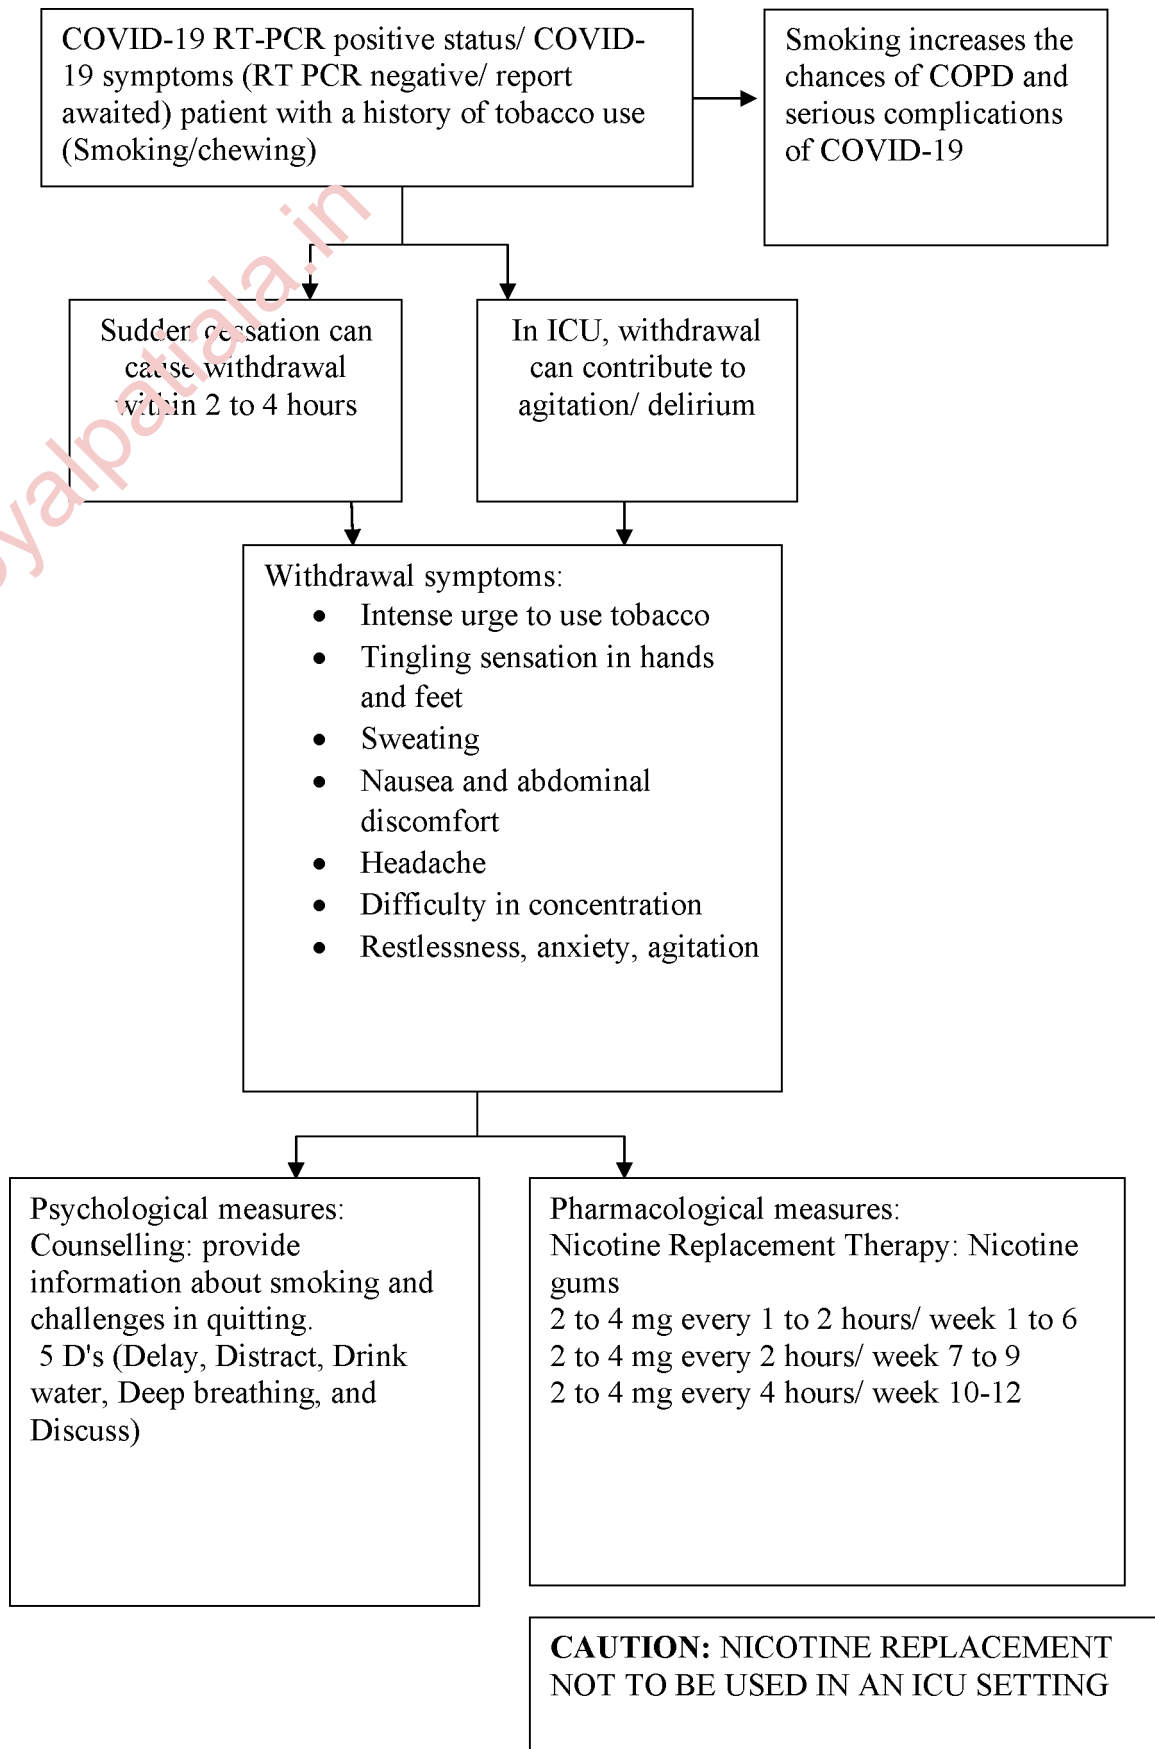 COVID-19 RT-PCR positive status/ COVID-
19 symptoms (RT PCR negative/ report
awaited) patient with a history of tobacco use
(Smoking/chewing)
Smoking increases the
chances of COPD and
serious complications
of COVID-19
Sudden cessation can
cause withdrawal
within 2 to 4 hours
In ICU, withdrawal
can contribute to
agitation/ delirium
Withdrawal symptoms:
• Intense urge to use tobacco
• Tingling sensation in hands
and feet
• Sweating
• Nausea and abdominal
discomfort
• Headache
• Difficulty in concentration
• Restlessness, anxiety, agitation
Psychological measures:
Counselling: provide
information about smoking and
challenges in quitting.
5 D's (Delay, Distract, Drink
water, Deep breathing, and
Discuss)
Pharmacological measures:
Nicotine Replacement Therapy: Nicotine
gums
2 to 4 mg every 1 to 2 hours/ week 1 to 6
2 to 4 mg every 2 hours/ week 7 to 9
2 to 4 mg every 4 hours/ week 10-12
CAUTION: NICOTINE REPLACEMENT
NOT TO BE USED IN AN ICU SETTING
yalpatiala.in